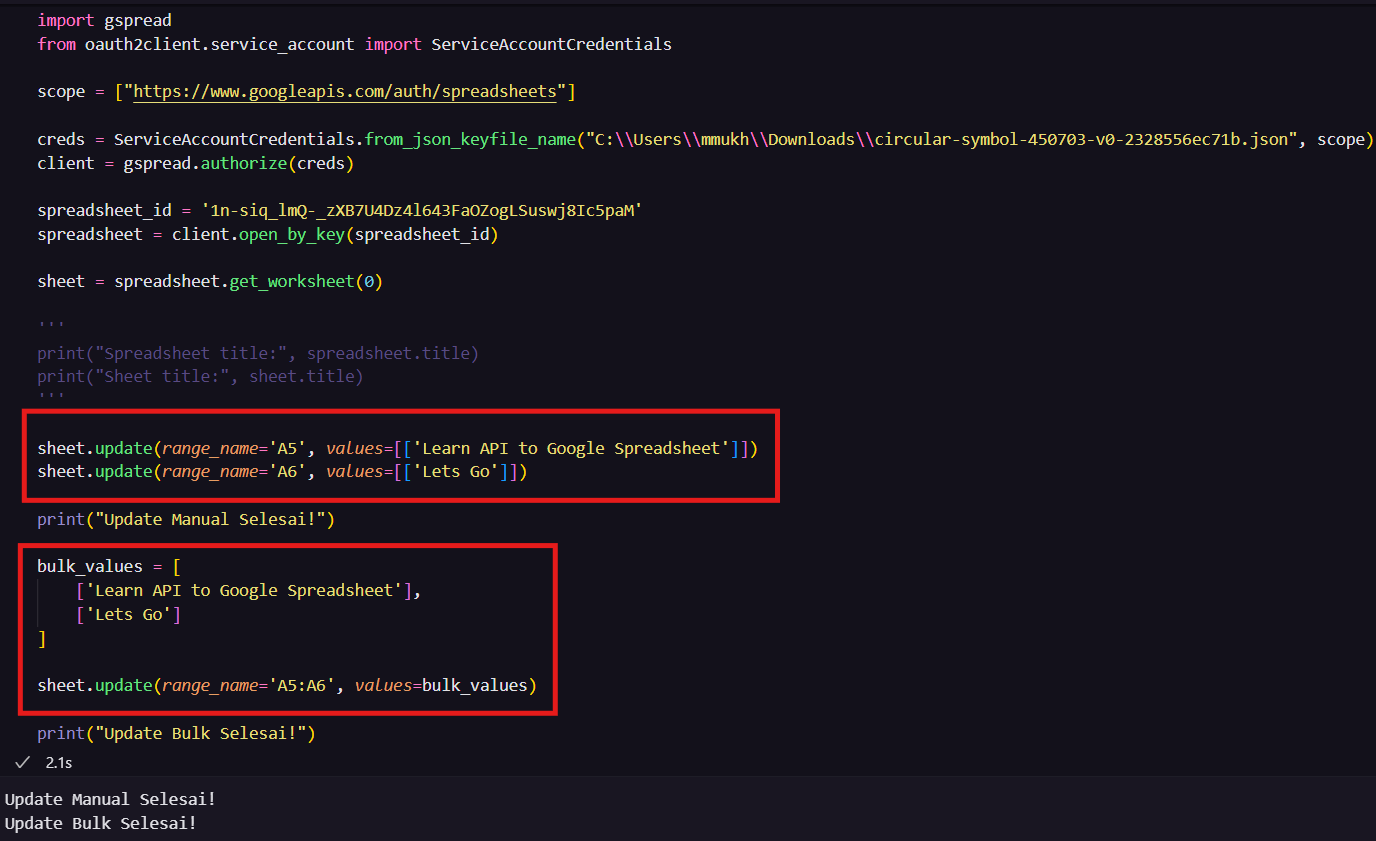 import gspread
from oauth2client.service_account import ServiceAccountCredentials
scope = ["https://www.googleapis.com/auth/spreadsheets"]
creds = ServiceAccountCredentials.from_json_keyfile_name("C:\\Users\\mmukh\\Downloads\\circular-symbol-450703-v0-2328556ec71b.json", scope)
client = gspread.authorize(creds)
spreadsheet_id = '1n-siq_lmQ-_zXB7U4Dz4l643FaOZogLSuswj8Ic5paM'
spreadsheet = client.open_by_key(spreadsheet_id)
sheet = spreadsheet.get_worksheet(0)
'''
print("Spreadsheet title:", spreadsheet.title)
print("Sheet title:", sheet.title)
'''
sheet.update(range_name='A5', values=[['Learn API to Google Spreadsheet']])
sheet.update(range_name='A6', values=[['Lets Go']])
print("Update Manual Selesai!")
bulk_values = [
    ['Learn API to Google Spreadsheet'],
    ['Lets Go']
]
sheet.update(range_name='A5:A6', values=bulk_values)
print("Update Bulk Selesai!")
✓ 2.1s
Update Manual Selesai!
Update Bulk Selesai!